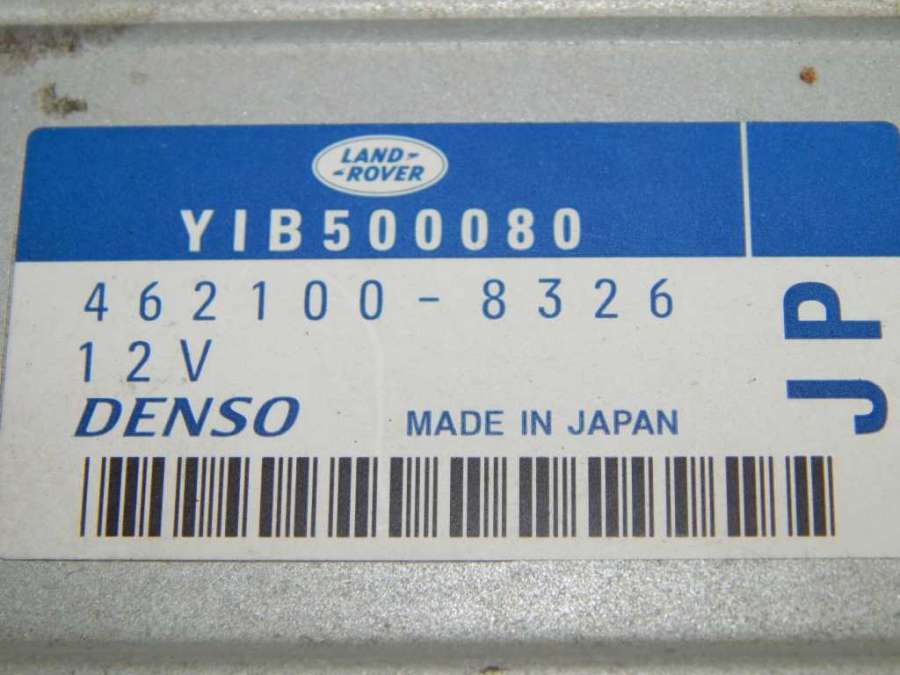 LAND-
-ROVER
YIB500080
462100-8326
12V
DENSO
MADE IN JAPAN
JP